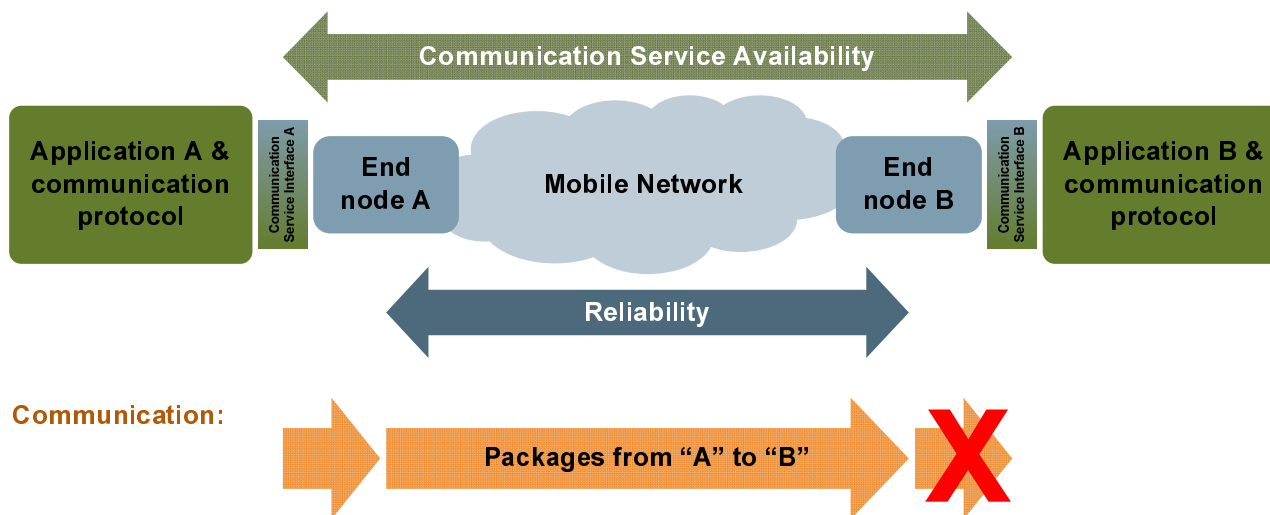 Communication Service Availability
Application A &
communication
protocol
Communication
Service Interface A
End
node A
Mobile Network
End
node B
Communication
Service Interface B
Application B &
communication
protocol
Reliability
Communication:
Packages from “A” to “B”
X